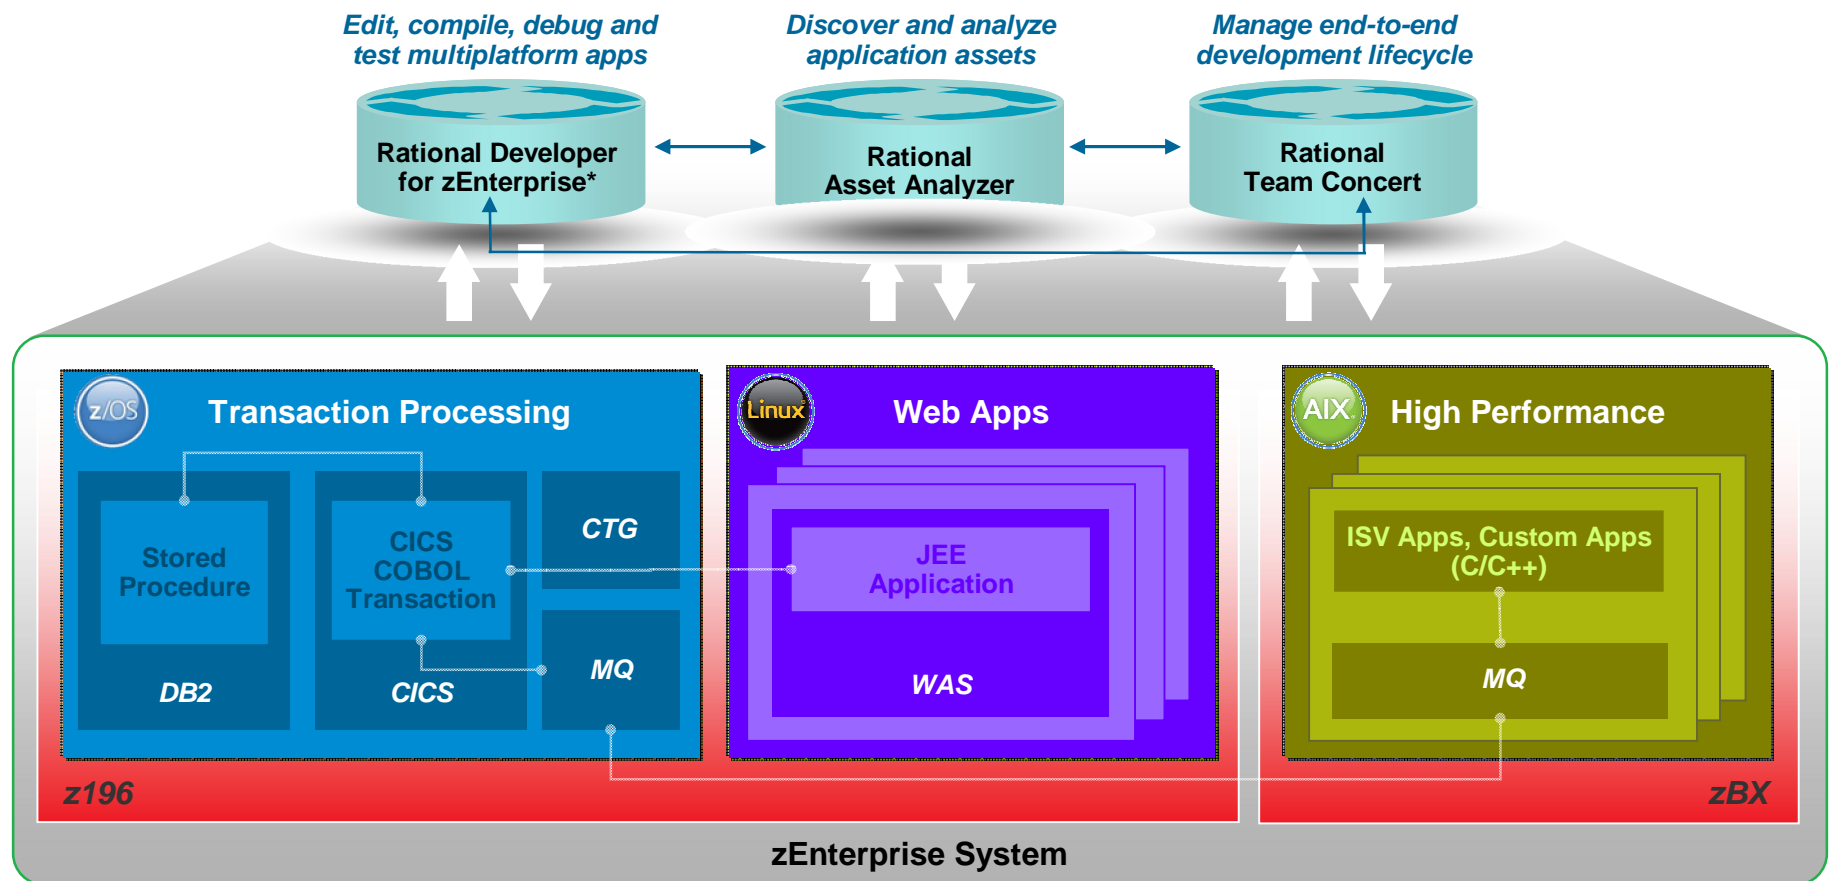 Edit, compile, debug and
test multiplatform apps
Discover and analyze
application assets
Manage end-to-end
development lifecycle
Rational Developer
for zEnterprise*
Rational
Asset Analyzer
Rational
Team Concert
z/OS
Transaction Processing
Linux
Web Apps
AIX
High Performance
Stored
Procedure
DB2
CICS
COBOL
Transaction
CICS
CTG
MQ
JEE
Application
WAS
ISV Apps, Custom Apps
(C/C++)
MQ
z196
zBX
zEnterprise System